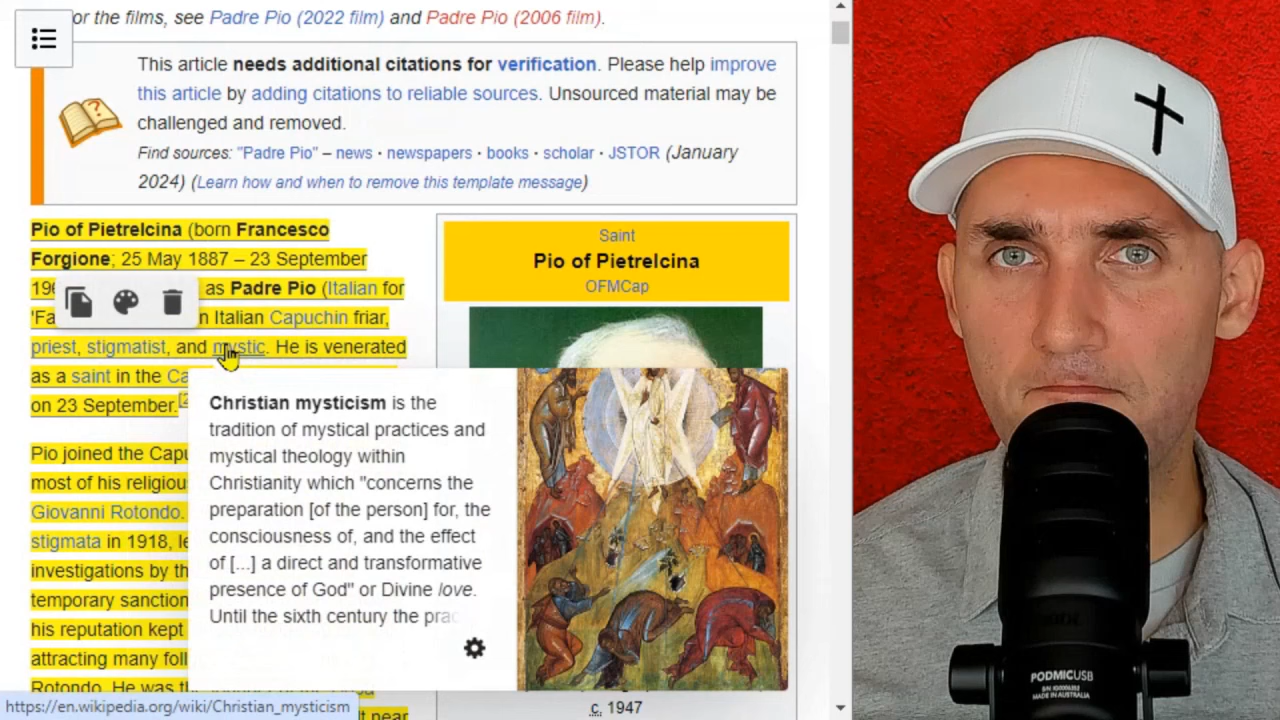 or the films, see Padre Pio (2022 film) and Padre Pio (2006 film).
This article needs additional citations for verification. Please help improve
this article by adding citations to reliable sources. Unsourced material may be
challenged and removed.
Find sources: "Padre Pio" – news · newspapers · books · scholar · JSTOR (January
2024) (Learn how and when to remove this template message)
Pio of Pietrelcina (born Francesco
Forgione; 25 May 1887 – 23 September
as Padre Pio (Italian for
n Italian Capuchin friar,
priest, stigmatist, and mystic. He is venerated
as a saint in the Ca
on 23 September.
Pio joined the Capu
most of his religiou
Giovanni Rotondo.
stigmata in 1918, le
investigations by th
temporary sanction
his reputation kept
attracting many foll
Rotondo. He was th
Saint
Pio of Pietrelcina
OFMCap
Christian mysticism is the
tradition of mystical practices and
mystical theology within
Christianity which "concerns the
preparation [of the person] for, the
consciousness of, and the effect
of [...] a direct and transformative
presence of God" or Divine love.
Until the sixth century the prac
c. 1947
https://en.wikipedia.org/wiki/Christian_mysticism
PODMICUSB
MADE IN AUSTRALIA